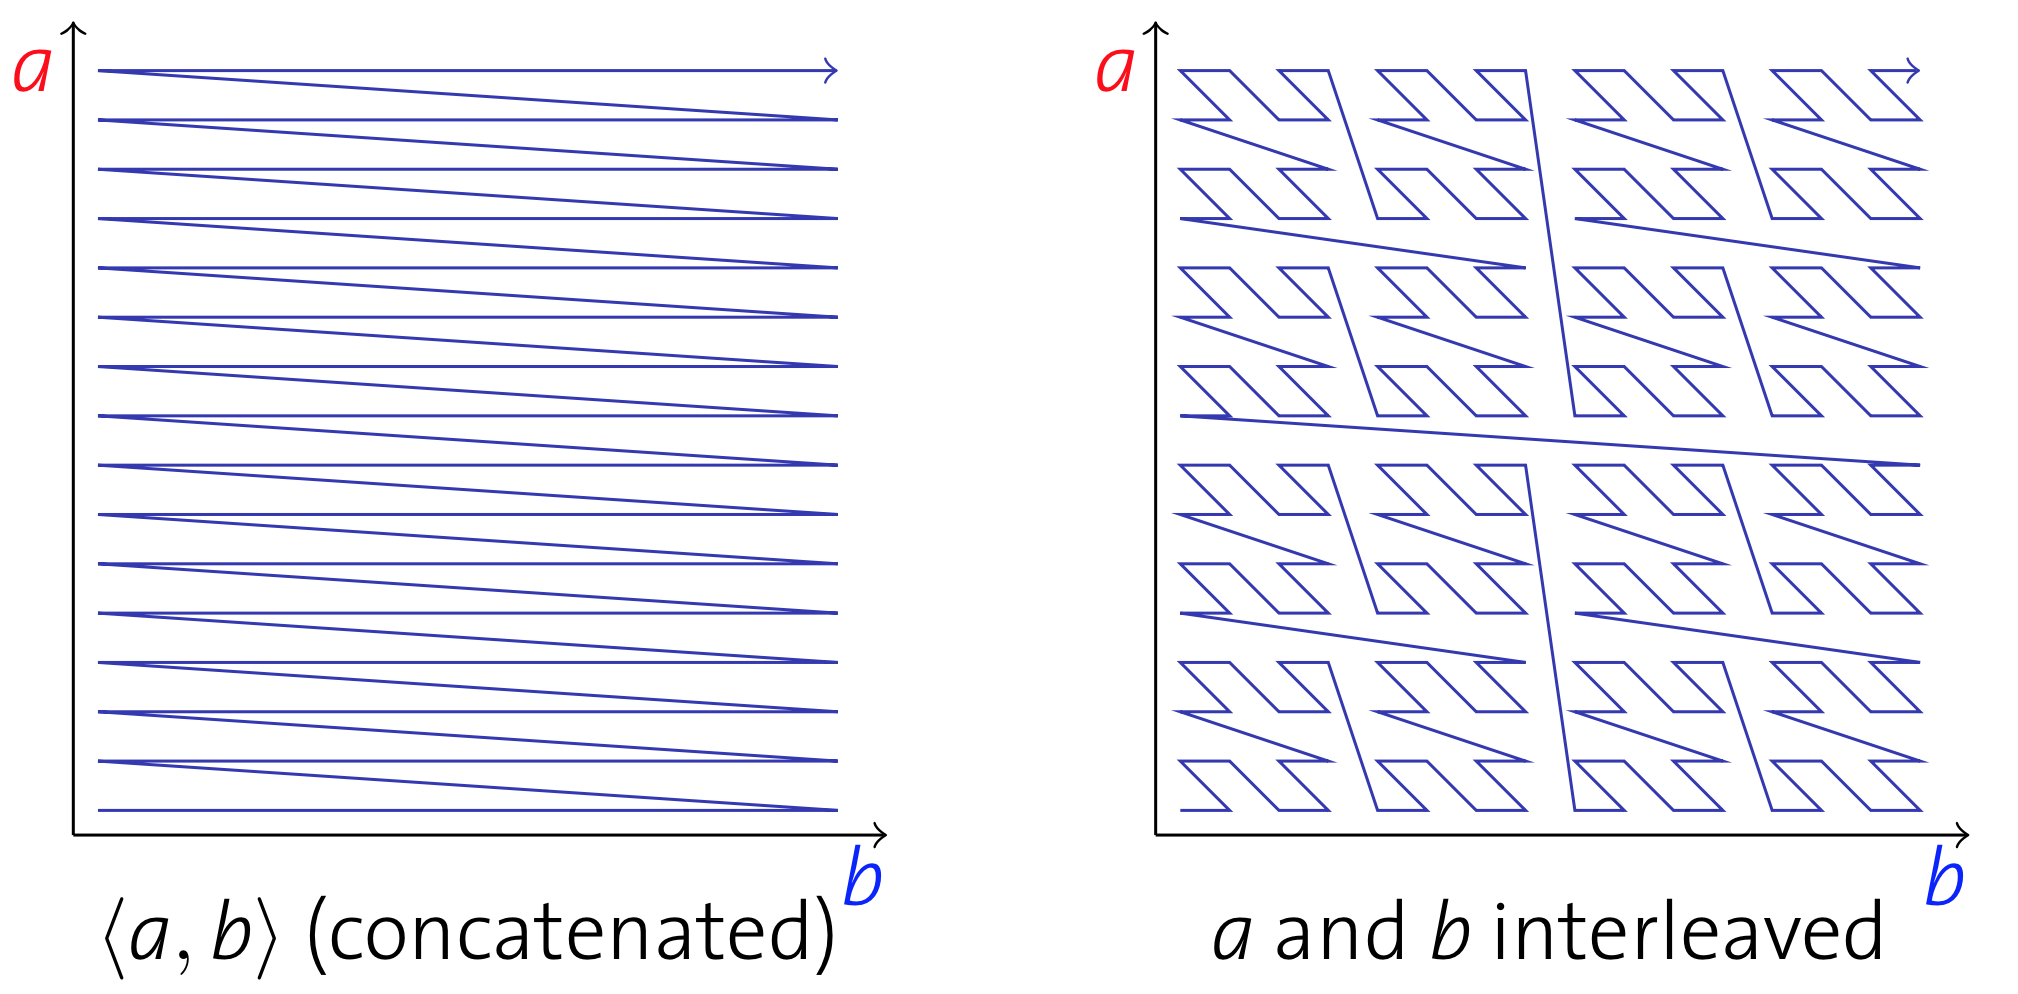 a
a
b
b
⟨a, b⟩ (concatenated)
a and b interleaved